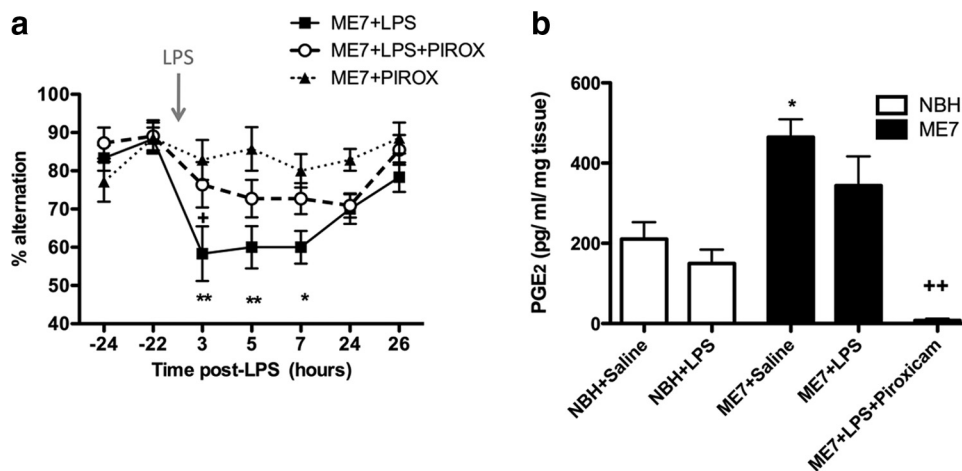 a
LPS
ME7+LPS
ME7+LPS+PIROX
ME7+PIROX
% alternation
100
90
80
70
60
50
40
+
** ** *
-24 -22 3 5 7 24 26
Time post-LPS (hours)
b
NBH
ME7
PGE2 (pg/ ml/ mg tissue)
600
400
200
0
*
++
NBH+Saline
NBH+LPS
ME7+Saline
ME7+LPS
ME7+LPS+Piroxicam